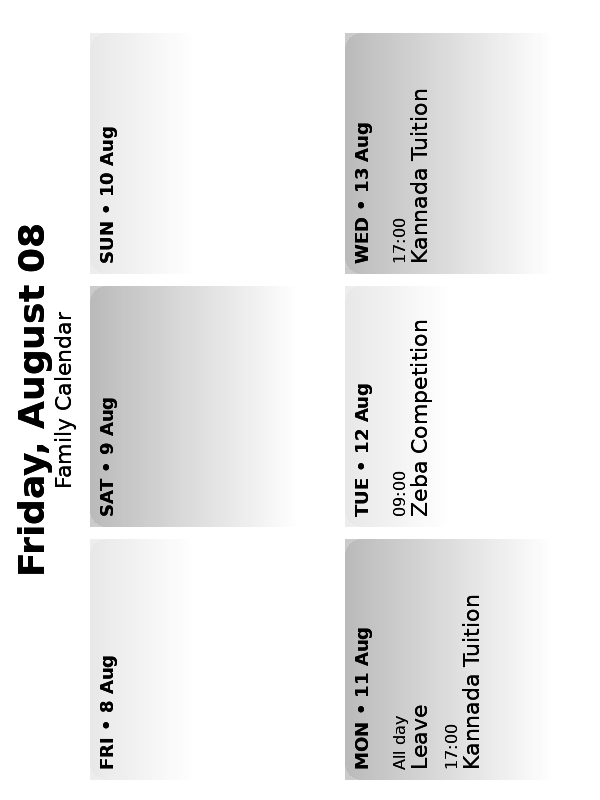 Friday, August 08
Family Calendar
FRI • 8 Aug
SAT • 9 Aug
SUN • 10 Aug
MON • 11 Aug
All day
Leave
17:00
Kannada Tuition
TUE • 12 Aug
09:00
Zeba Competition
WED • 13 Aug
17:00
Kannada Tuition